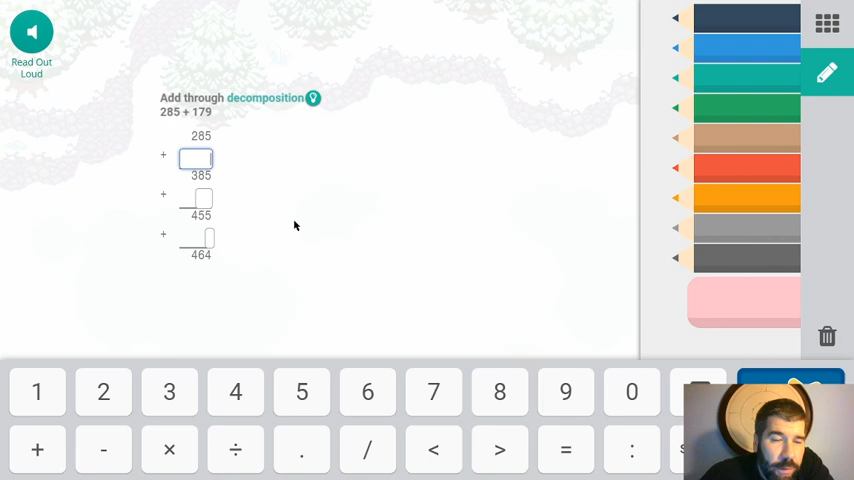 Read Out
Loud
Add through decomposition
285 + 179
285
+
385
+
455
+
464
1 2 3 4 5 6 7 8 9 0
+ - × ÷ . / < > = :